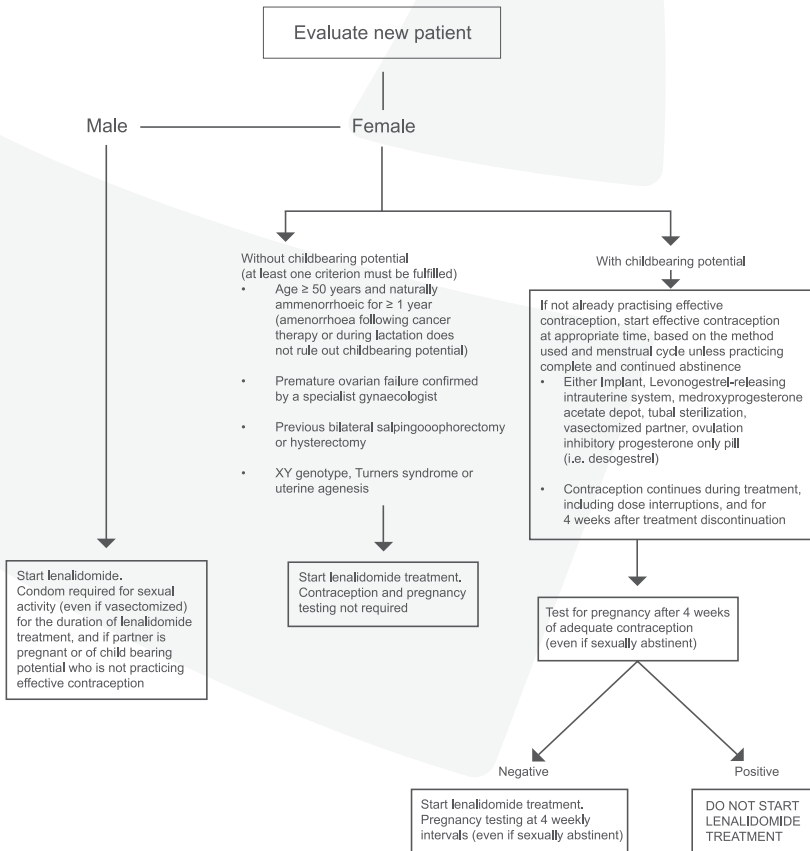 Evaluate new patient
Male
Female
Without childbearing potential
(at least one criterion must be fulfilled)
• Age ≥ 50 years and naturally
ammenorrhoeic for ≥ 1 year
(amenorrhoea following cancer
therapy or during lactation does
not rule out childbearing potential)
• Premature ovarian failure confirmed
by a specialist gynaecologist
• Previous bilateral salpingooophorectomy
or hysterectomy
• XY genotype, Turners syndrome or
uterine agenesis
With childbearing potential
If not already practising effective
contraception, start effective contraception
at appropriate time, based on the method
used and menstrual cycle unless practicing
complete and continued abstinence
• Either Implant, Levonogestrel-releasing
intrauterine system, medroxyprogesterone
acetate depot, tubal sterilization,
vasectomized partner, ovulation
inhibitory progesterone only pill
(i.e. desogestrel)
• Contraception continues during treatment,
including dose interruptions, and for
4 weeks after treatment discontinuation
Start lenalidomide.
Condom required for sexual
activity (even if vasectomized)
for the duration of lenalidomide
treatment, and if partner is
pregnant or of child bearing
potential who is not practicing
effective contraception
Start lenalidomide treatment.
Contraception and pregnancy
testing not required
Test for pregnancy after 4 weeks
of adequate contraception
(even if sexually abstinent)
Negative
Positive
Start lenalidomide treatment.
Pregnancy testing at 4 weekly
intervals (even if sexually abstinent)
DO NOT START
LENALIDOMIDE
TREATMENT